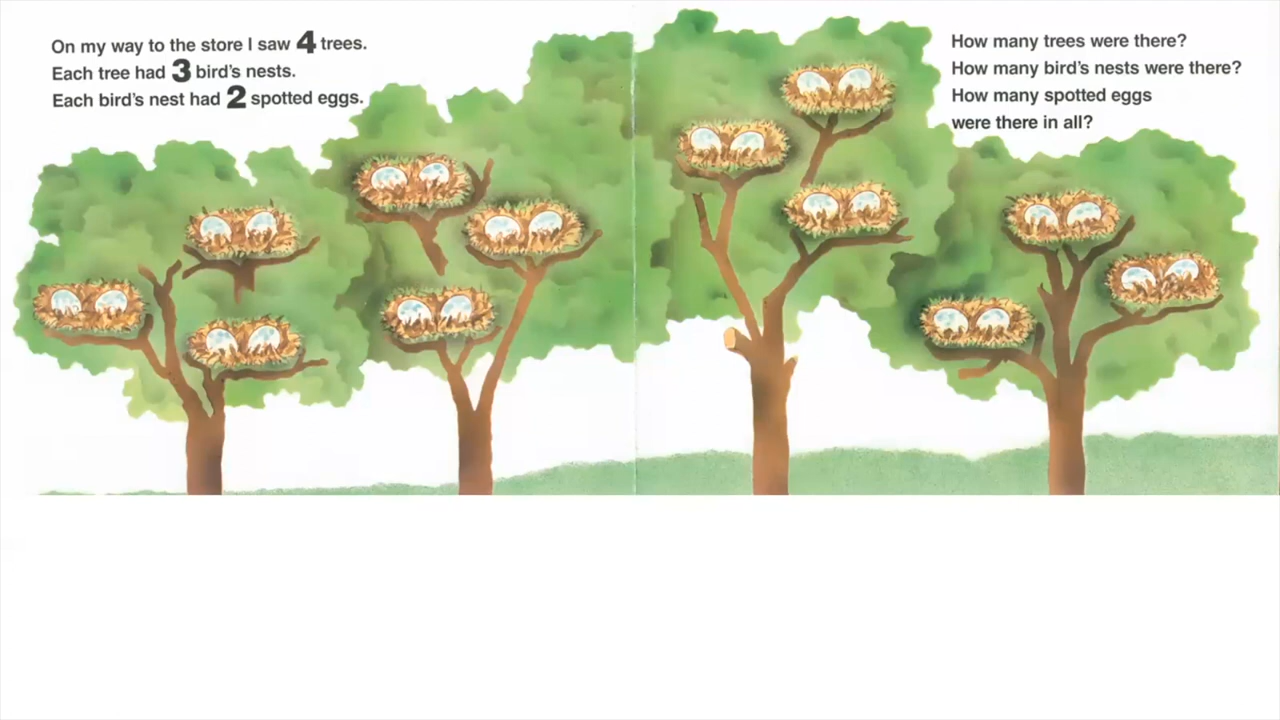 On my way to the store I saw 4 trees.
Each tree had 3 bird's nests.
Each bird's nest had 2 spotted eggs.
How many trees were there?
How many bird's nests were there?
How many spotted eggs
were there in all?